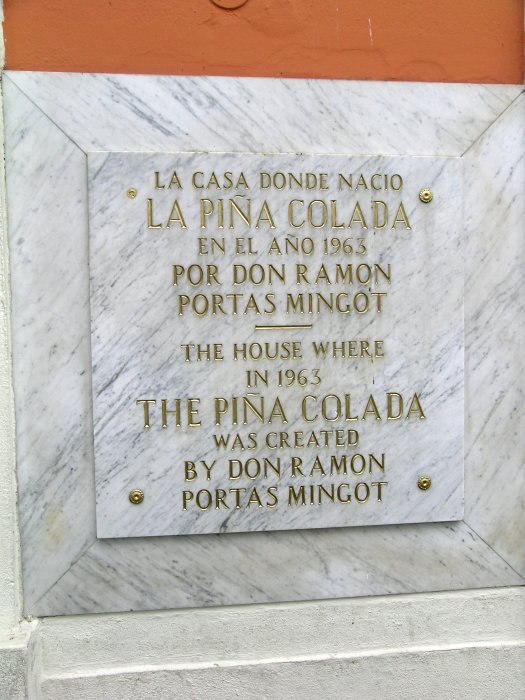 LA CASA DONDE NACIO
LA PIÑA COLADA
EN EL AÑO 1963
POR DON RAMON
PORTAS MINGOT
THE HOUSE WHERE
IN 1963
THE PIÑA COLADA
WAS CREATED
BY DON RAMON
PORTAS MINGOT